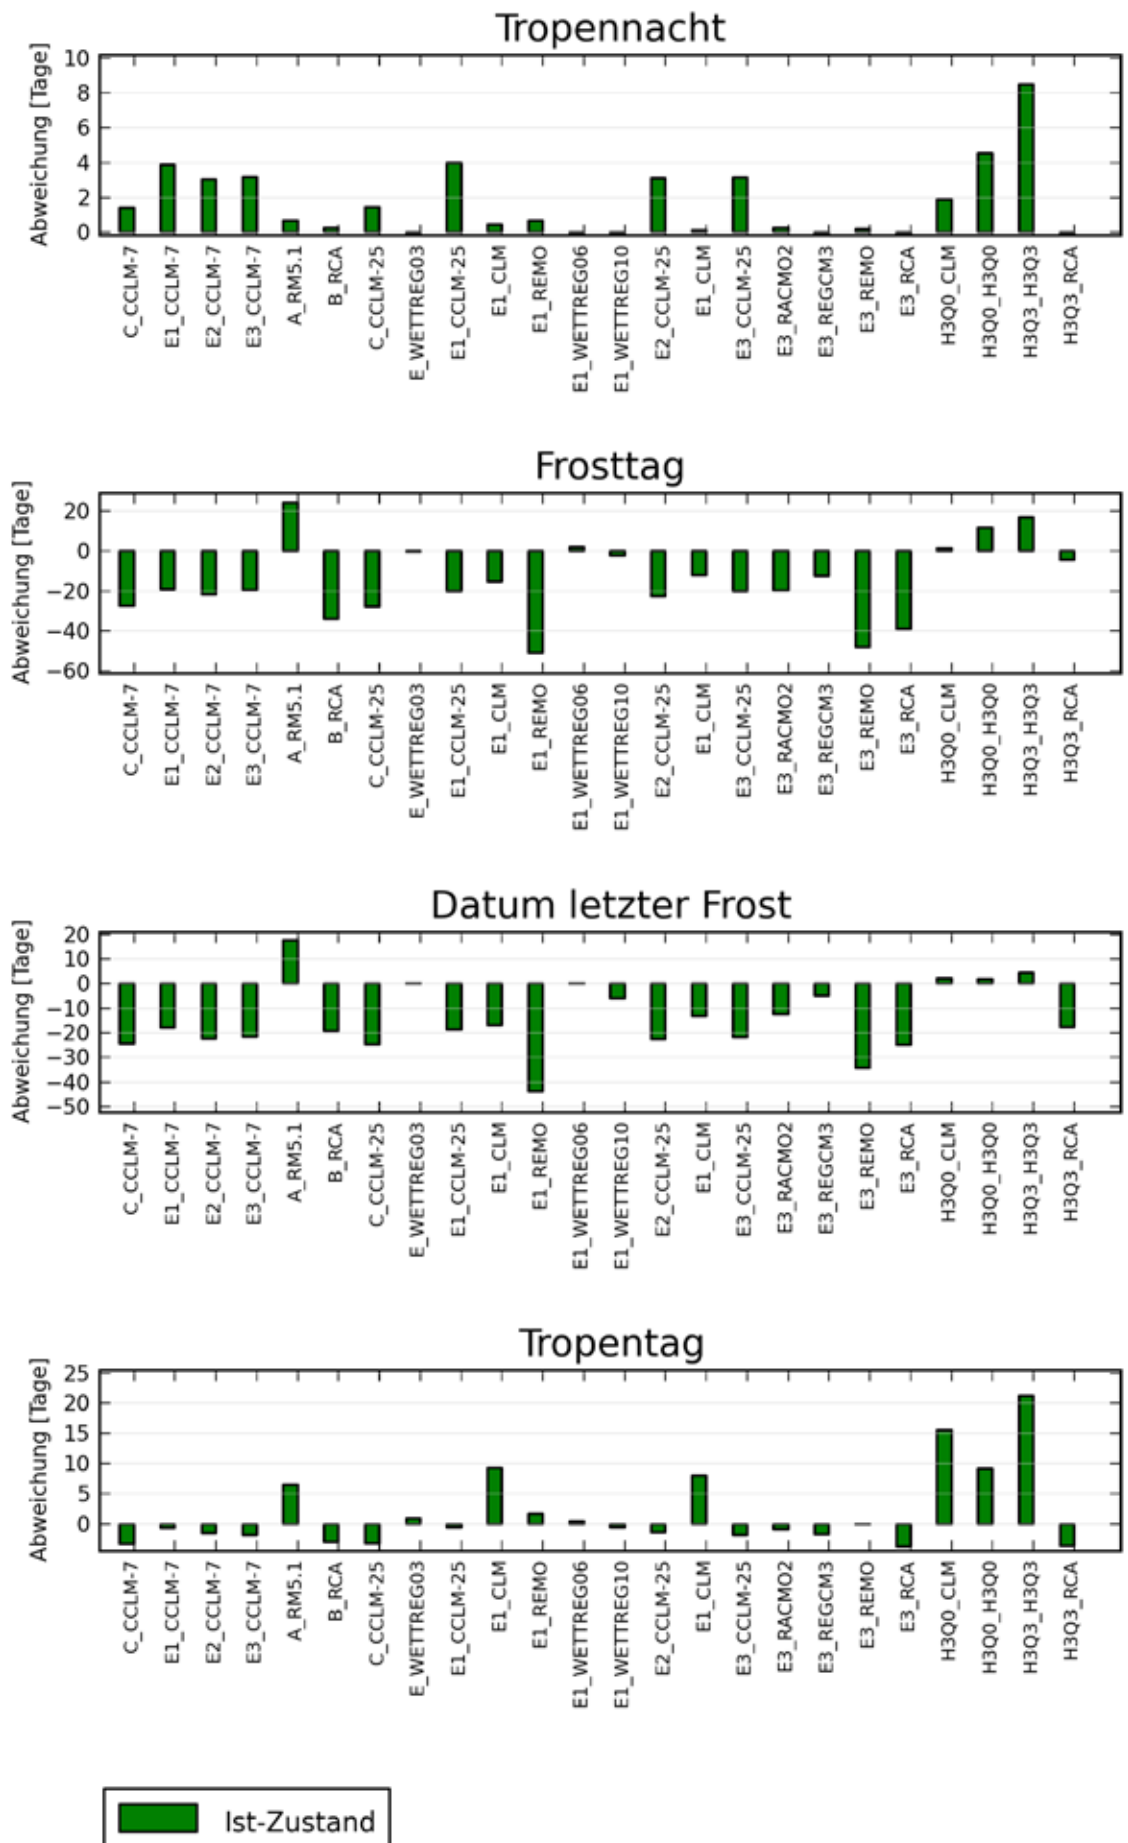 Tropennacht
Abweichung [Tage]
10
8
6
4
2
0
C_CCLM-7
E1_CCLM-7
E2_CCLM-7
E3_CCLM-7
A_RM5.1
B_RCA
C_CCLM-25
E_WETTREG03
E1_CCLM-25
E1_CLM
E1_REMO
E1_WETTREG06
E1_WETTREG10
E2_CCLM-25
E1_CLM
E3_CCLM-25
E3_RACMO2
E3_REGCM3
E3_REMO
E3_RCA
H3Q0_CLM
H3Q0_H3Q0
H3Q3_H3Q3
H3Q3_RCA
Frosttag
Abweichung [Tage]
20
0
−20
−40
−60
C_CCLM-7
E1_CCLM-7
E2_CCLM-7
E3_CCLM-7
A_RM5.1
B_RCA
C_CCLM-25
E_WETTREG03
E1_CCLM-25
E1_CLM
E1_REMO
E1_WETTREG06
E1_WETTREG10
E2_CCLM-25
E1_CLM
E3_CCLM-25
E3_RACMO2
E3_REGCM3
E3_REMO
E3_RCA
H3Q0_CLM
H3Q0_H3Q0
H3Q3_H3Q3
H3Q3_RCA
Datum letzter Frost
Abweichung [Tage]
20
10
0
−10
−20
−30
−40
−50
C_CCLM-7
E1_CCLM-7
E2_CCLM-7
E3_CCLM-7
A_RM5.1
B_RCA
C_CCLM-25
E_WETTREG03
E1_CCLM-25
E1_CLM
E1_REMO
E1_WETTREG06
E1_WETTREG10
E2_CCLM-25
E1_CLM
E3_CCLM-25
E3_RACMO2
E3_REGCM3
E3_REMO
E3_RCA
H3Q0_CLM
H3Q0_H3Q0
H3Q3_H3Q3
H3Q3_RCA
Tropentag
Abweichung [Tage]
25
20
15
10
5
0
C_CCLM-7
E1_CCLM-7
E2_CCLM-7
E3_CCLM-7
A_RM5.1
B_RCA
C_CCLM-25
E_WETTREG03
E1_CCLM-25
E1_CLM
E1_REMO
E1_WETTREG06
E1_WETTREG10
E2_CCLM-25
E1_CLM
E3_CCLM-25
E3_RACMO2
E3_REGCM3
E3_REMO
E3_RCA
H3Q0_CLM
H3Q0_H3Q0
H3Q3_H3Q3
H3Q3_RCA
Ist-Zustand